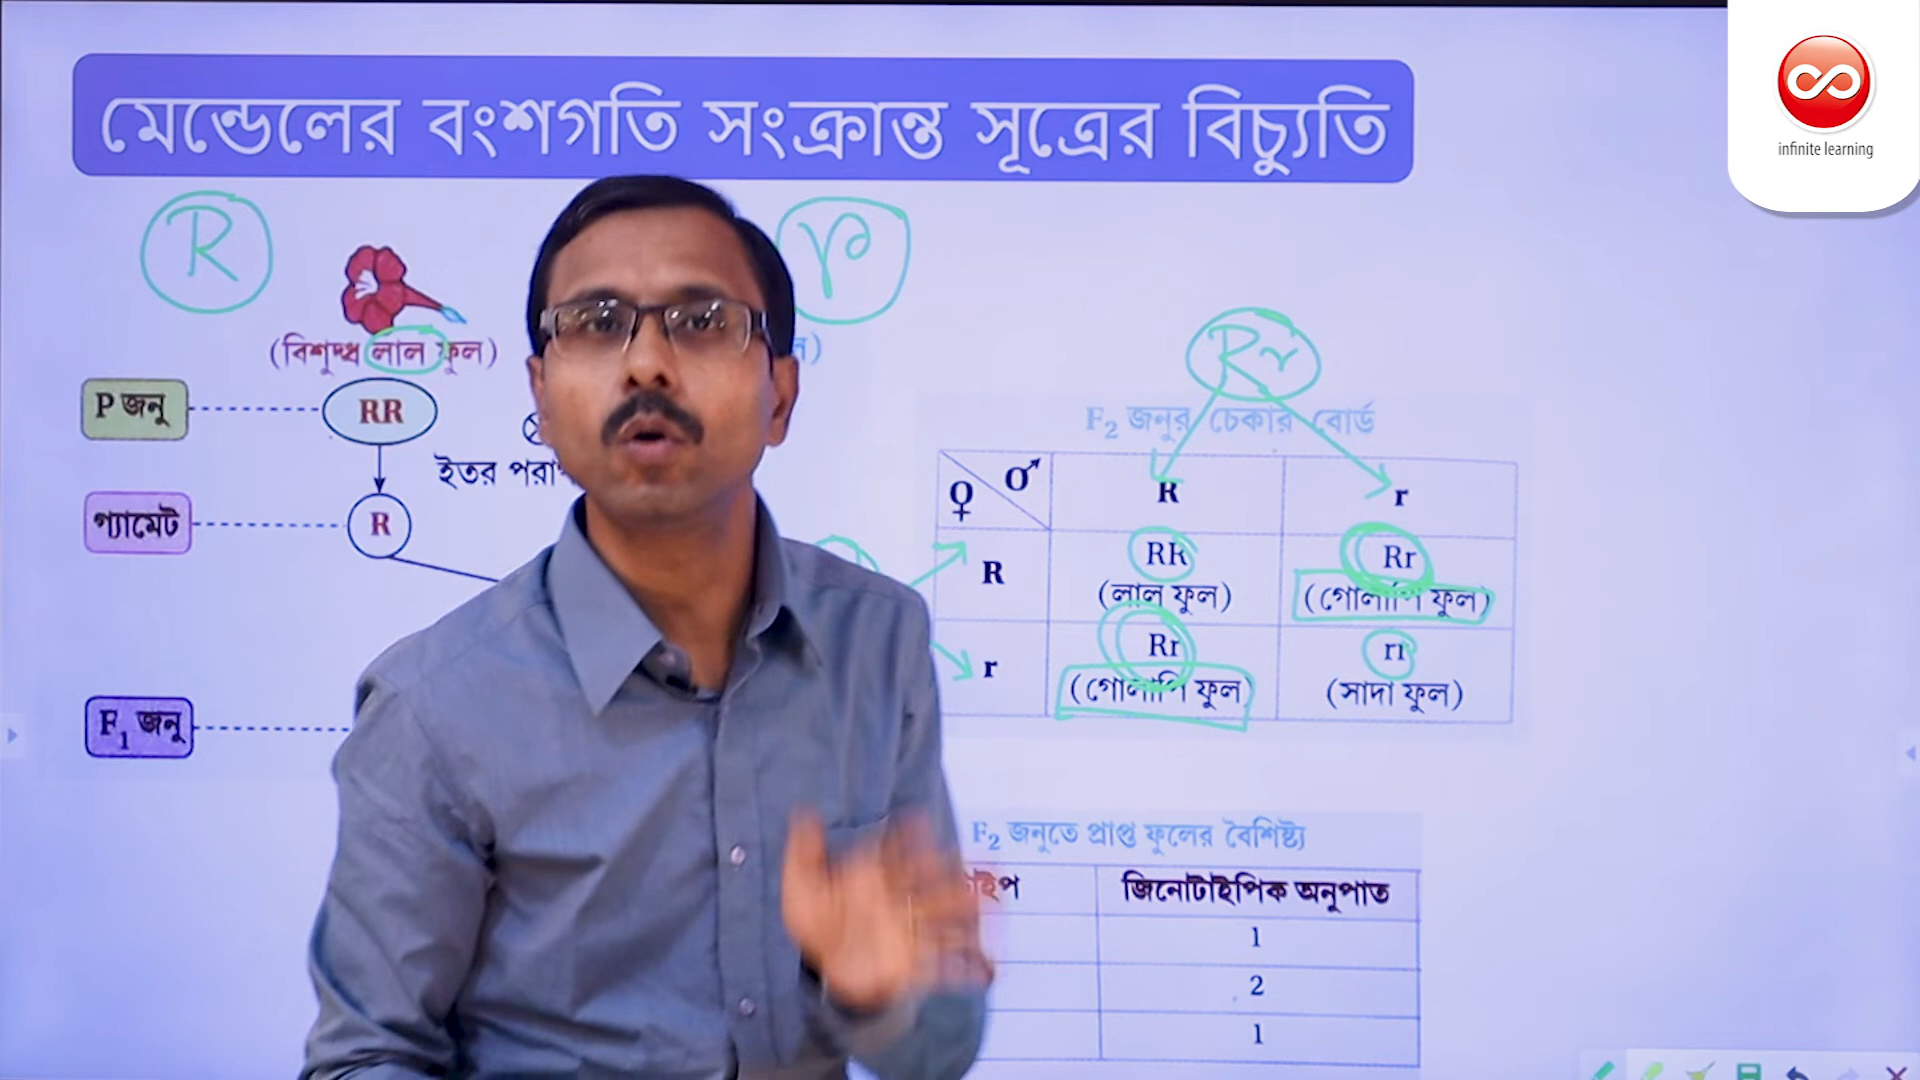 মেন্ডেলের বংশগতি সংক্রান্ত সূত্রের বিচ্যুতি
infinite learning
R
r
(বিশুদ্ধ লাল ফুল)
Rr
P জনু
RR
F₂ জনুর চেকার বোর্ড
ইতর
♀ ♂ R r
গ্যামেট
R
R RR Rr
(লাল ফুল) (গোলাপি ফুল)
r Rr rr
(গোলাপি ফুল) (সাদা ফুল)
F₁ জনু
F₂ জনুতে প্রাপ্ত ফুলের বৈশিষ্ট্য
জিনোটাইপিক অনুপাত
1
2
1